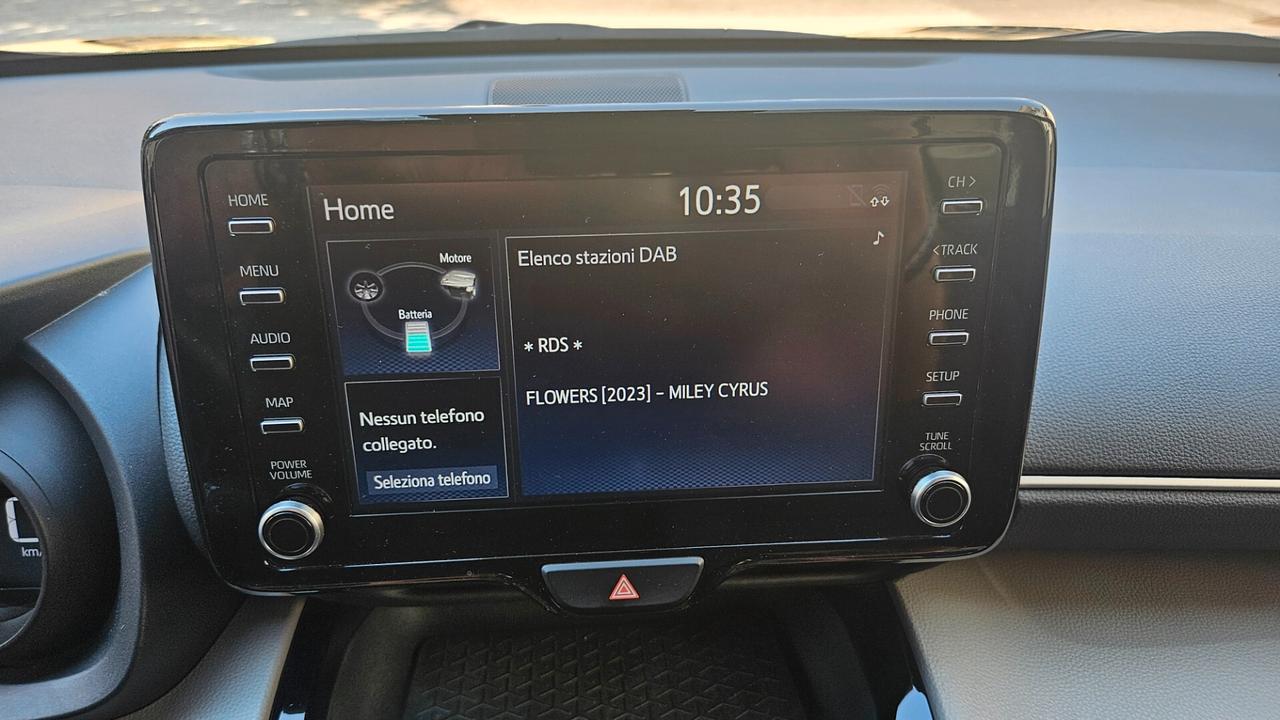 HOME
MENU
AUDIO
MAP
POWER
VOLUME
Home
10:35
Motore
Batteria
Nessun telefono
collegato.
Seleziona telefono
Elenco stazioni DAB
* RDS *
FLOWERS [2023] - MILEY CYRUS
CH >
< TRACK
PHONE
SETUP
TUNE
SCROLL